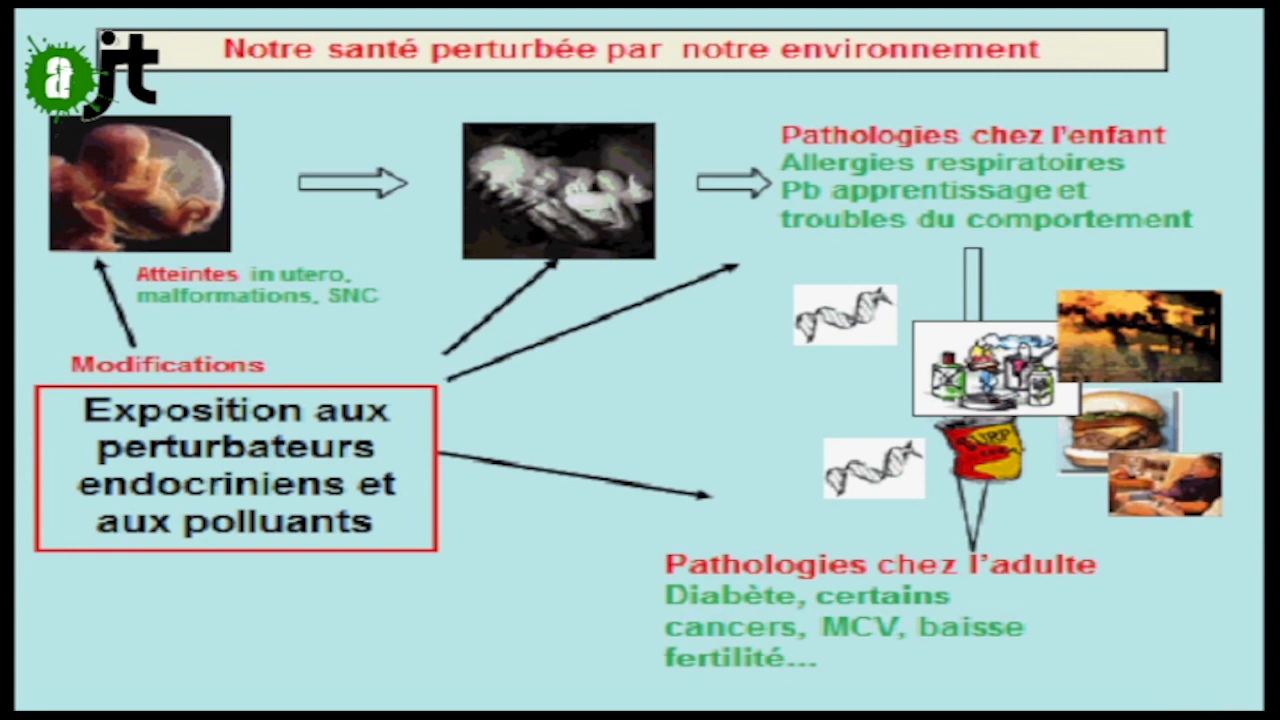 Notre santé perturbée par notre environnement
a
jt
Pathologies chez l'enfant
Allergies respiratoires
Pb apprentissage et
troubles du comportement
Atteintes in utero,
malformations, SNC
Modifications
Exposition aux
perturbateurs
endocriniens et
aux polluants
Pathologies chez l'adulte
Diabète, certains
cancers, MCV, baisse
fertilité...